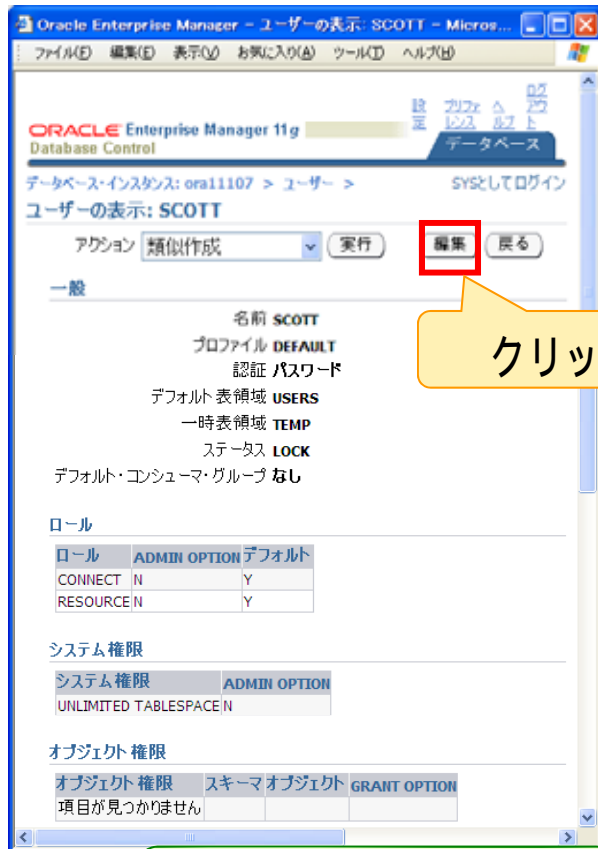 Oracle Enterprise Manager - ユーザーの表示: SCOTT - Micros...
ファイル(F) 編集(E) 表示(V) お気に入り(A) ツール(T) ヘルプ(H)
設定 プリファレンス ヘルプ ログアウト
ORACLE Enterprise Manager 11g
Database Control
データベース
データベース・インスタンス: ora11107 > ユーザー >
SYSとしてログイン
ユーザーの表示: SCOTT
アクション 類似作成 実行 編集 戻る
クリッ
一般
名前 SCOTT
プロファイル DEFAULT
認証 パスワード
デフォルト表領域 USERS
一時表領域 TEMP
ステータス LOCK
デフォルト・コンシューマ・グループ なし
ロール
ロール ADMIN OPTION デフォルト
CONNECT N Y
RESOURCE N Y
システム権限
システム権限 ADMIN OPTION
UNLIMITED TABLESPACE N
オブジェクト権限
オブジェクト権限 スキーマ オブジェクト GRANT OPTION
項目が見つかりません